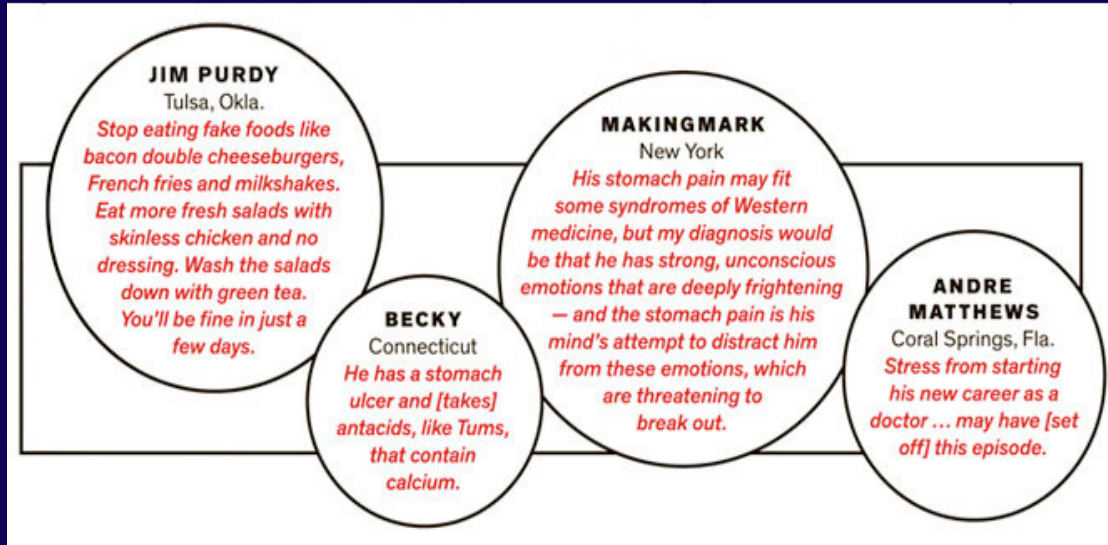 JIM PURDY
Tulsa, Okla.
Stop eating fake foods like
bacon double cheeseburgers,
French fries and milkshakes.
Eat more fresh salads with
skinless chicken and no
dressing. Wash the salads
down with green tea.
You'll be fine in just a
few days.
BECKY
Connecticut
He has a stomach
ulcer and [takes]
antacids, like Tums,
that contain
calcium.
MAKINGMARK
New York
His stomach pain may fit
some syndromes of Western
medicine, but my diagnosis would
be that he has strong, unconscious
emotions that are deeply frightening
— and the stomach pain is his
mind's attempt to distract him
from these emotions, which
are threatening to
break out.
ANDRE
MATTHEWS
Coral Springs, Fla.
Stress from starting
his new career as a
doctor ... may have [set
off] this episode.